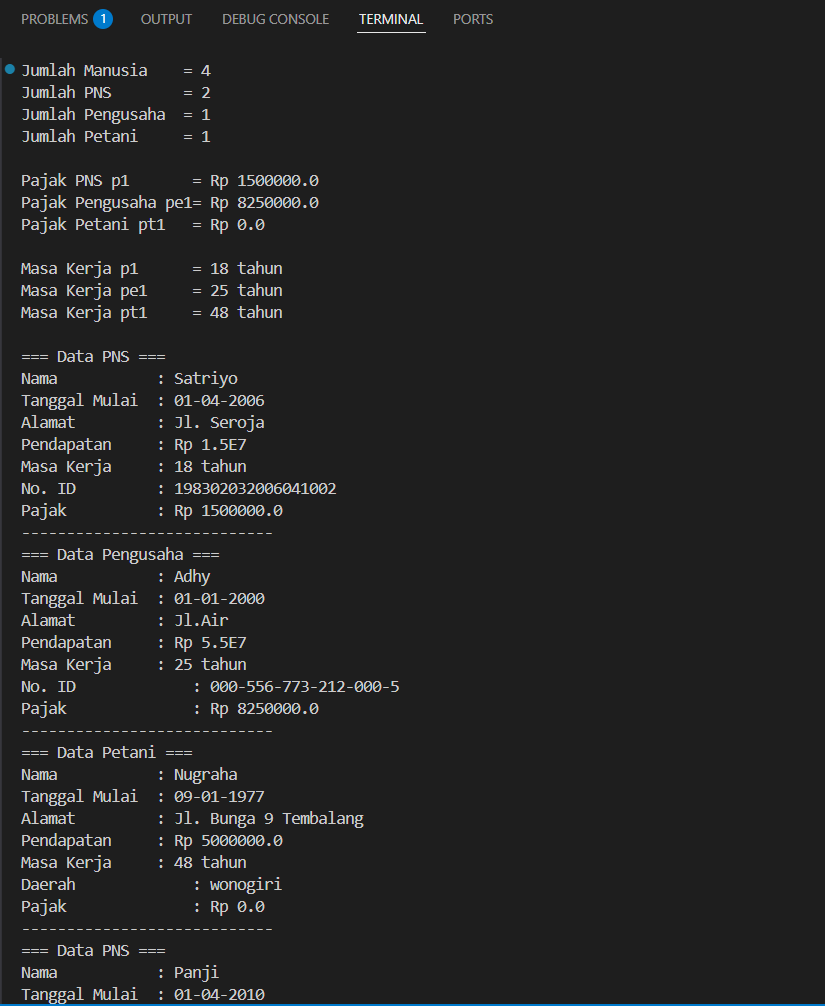 PROBLEMS 1 OUTPUT DEBUG CONSOLE TERMINAL PORTS
Jumlah Manusia    = 4
Jumlah PNS        = 2
Jumlah Pengusaha  = 1
Jumlah Petani     = 1

Pajak PNS p1       = Rp 1500000.0
Pajak Pengusaha pe1= Rp 8250000.0
Pajak Petani pt1   = Rp 0.0

Masa Kerja p1      = 18 tahun
Masa Kerja pe1     = 25 tahun
Masa Kerja pt1     = 48 tahun

=== Data PNS ===
Nama           : Satriyo
Tanggal Mulai  : 01-04-2006
Alamat         : Jl. Seroja
Pendapatan     : Rp 1.5E7
Masa Kerja     : 18 tahun
No. ID         : 198302032006041002
Pajak          : Rp 1500000.0
----------------------------
=== Data Pengusaha ===
Nama           : Adhy
Tanggal Mulai  : 01-01-2000
Alamat         : Jl.Air
Pendapatan     : Rp 5.5E7
Masa Kerja     : 25 tahun
No. ID             : 000-556-773-212-000-5
Pajak              : Rp 8250000.0
----------------------------
=== Data Petani ===
Nama           : Nugraha
Tanggal Mulai  : 09-01-1977
Alamat         : Jl. Bunga 9 Tembalang
Pendapatan     : Rp 5000000.0
Masa Kerja     : 48 tahun
Daerah             : wonogiri
Pajak              : Rp 0.0
----------------------------
=== Data PNS ===
Nama           : Panji
Tanggal Mulai  : 01-04-2010